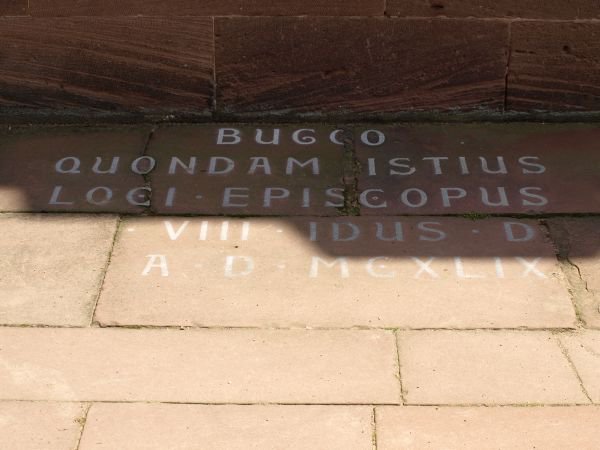 BUGGO
QUONDAM ISTIUS
LOCI · EPISCOPUS
· VIII · IDUS · D
A · D · MCXLIX